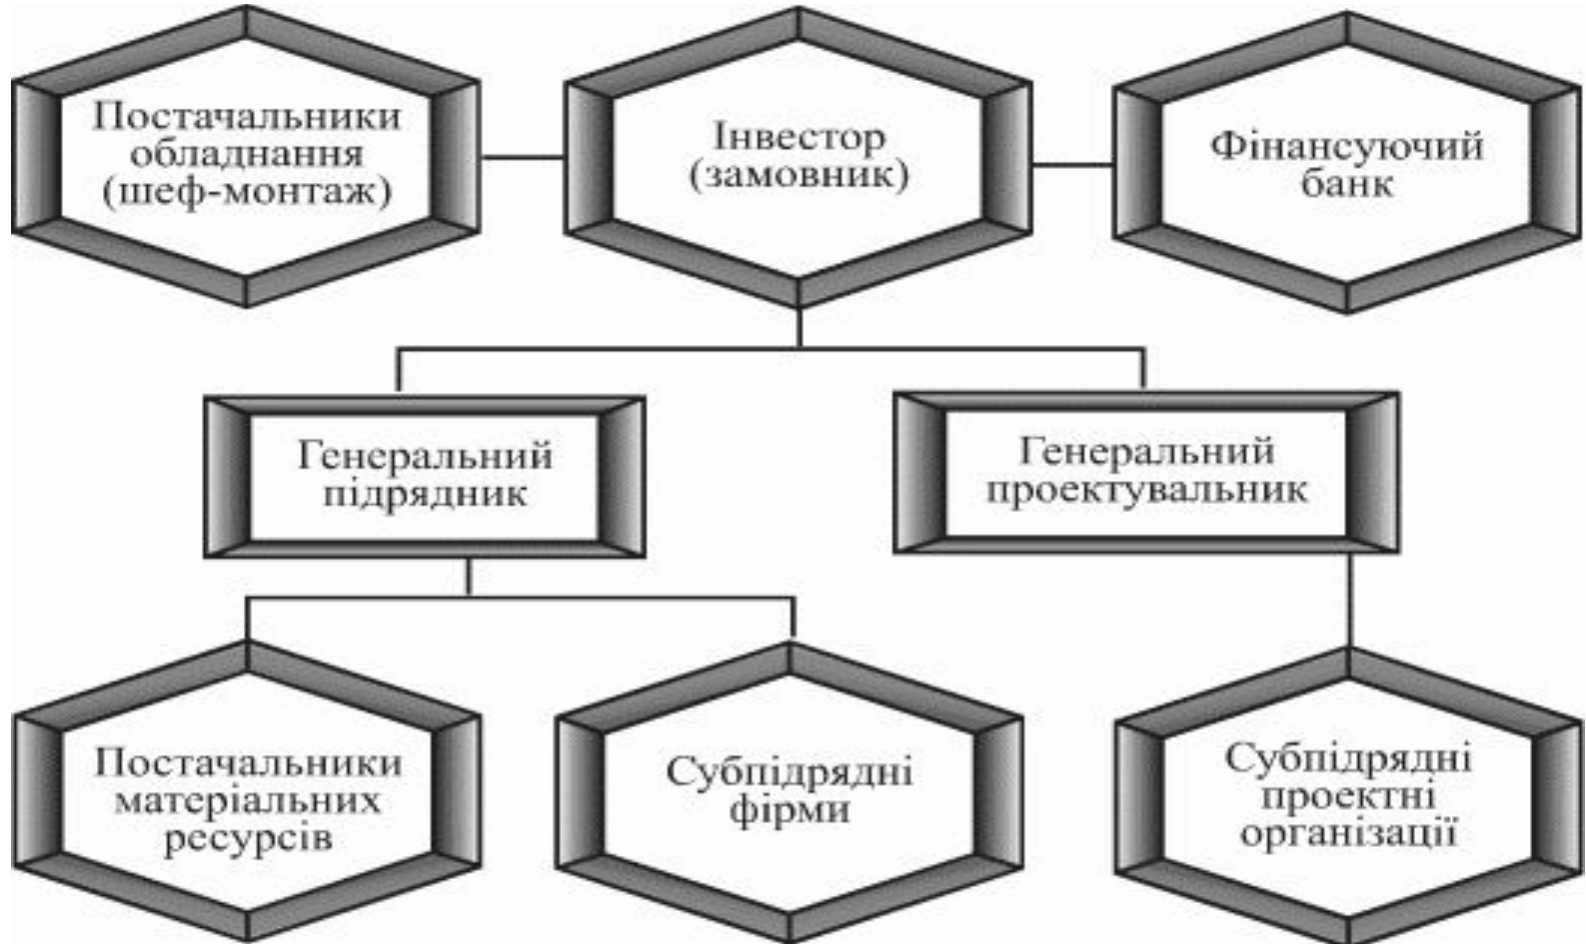 Постачальники
обладнання
(шеф-монтаж)
Інвестор
(замовник)
Фінансуючий
банк
Генеральний
підрядник
Генеральний
проектувальник
Постачальники
матеріальних
ресурсів
Субпідрядні
фірми
Субпідрядні
проектні
організації